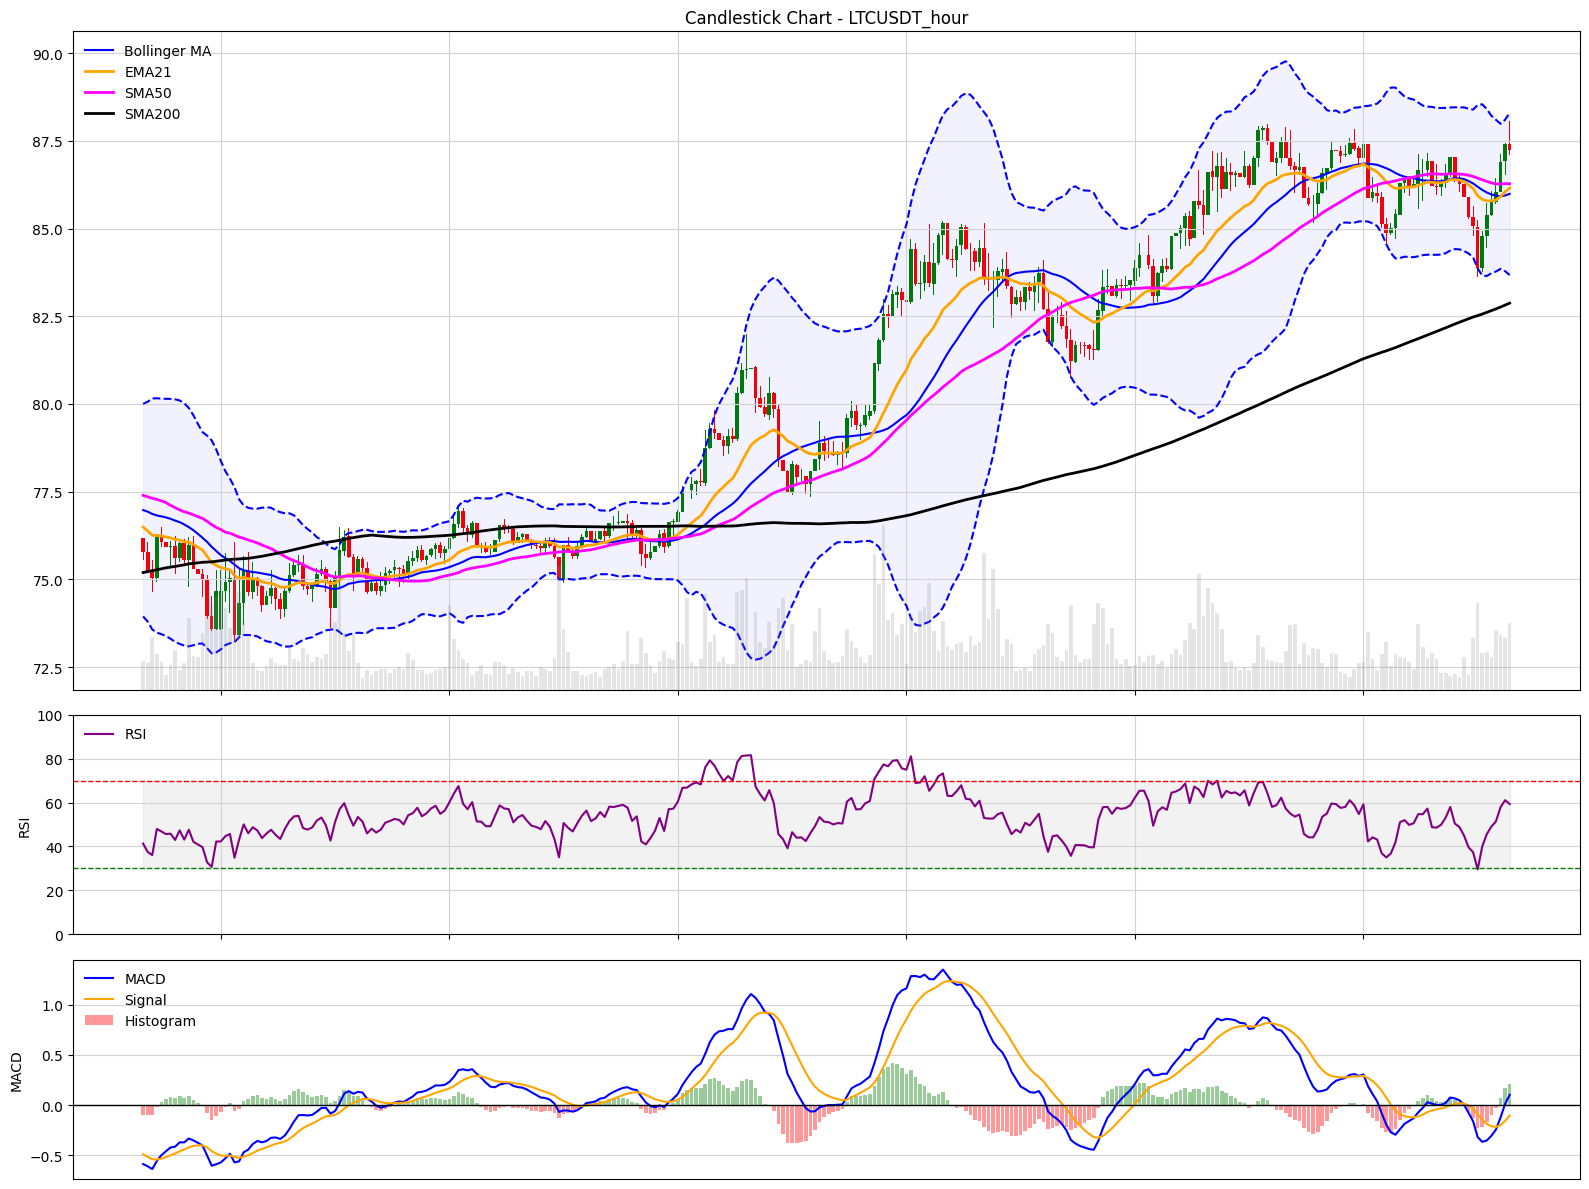 Candlestick Chart - LTCUSDT_hour
Bollinger MA
EMA21
SMA50
SMA200
90.0
87.5
85.0
82.5
80.0
77.5
75.0
72.5
RSI
100
80
60
40
20
0
RSI
MACD
Signal
Histogram
1.0
0.5
0.0
−0.5
MACD